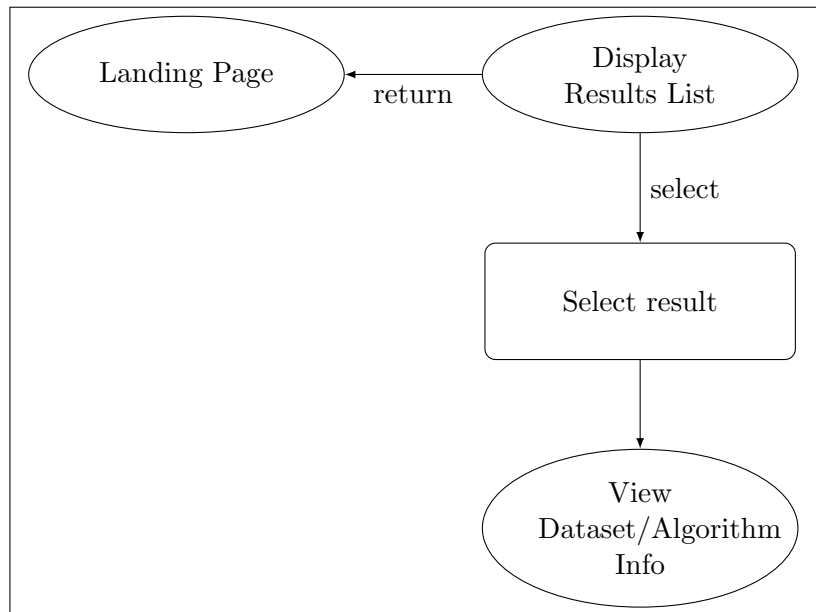 Landing Page
return
Display
Results List
select
Select result
View
Dataset/Algorithm
Info